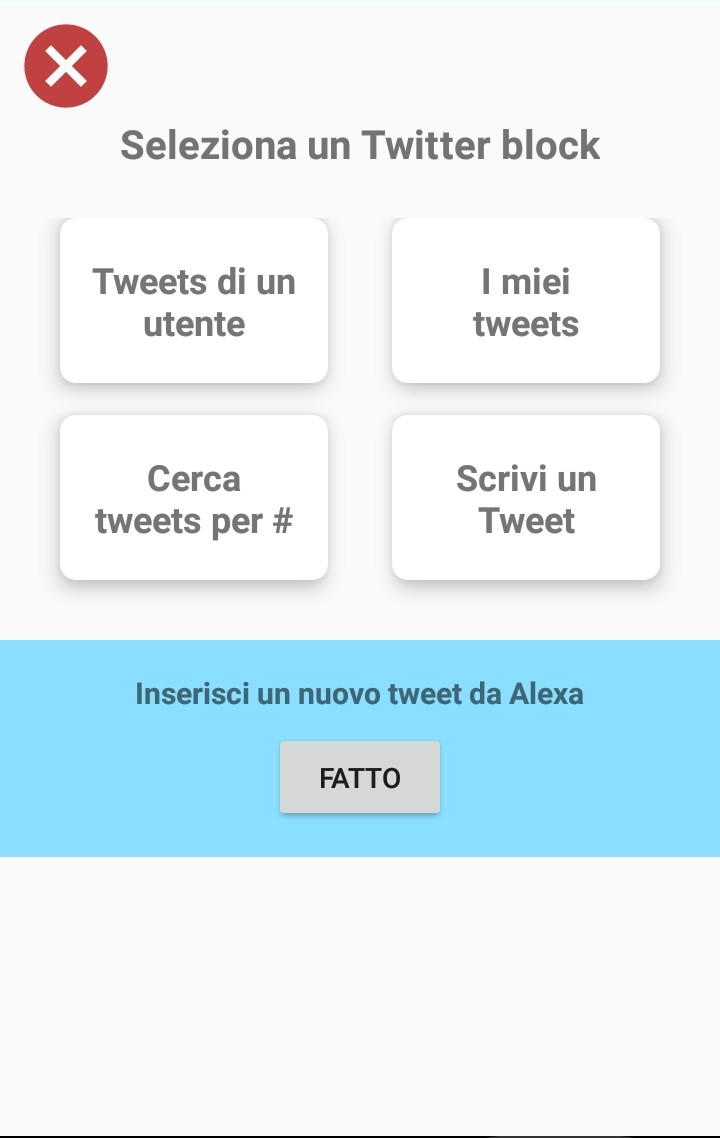 Seleziona un Twitter block
Tweets di un
utente
I miei
tweets
Cerca
tweets per #
Scrivi un
Tweet
Inserisci un nuovo tweet da Alexa
FATTO